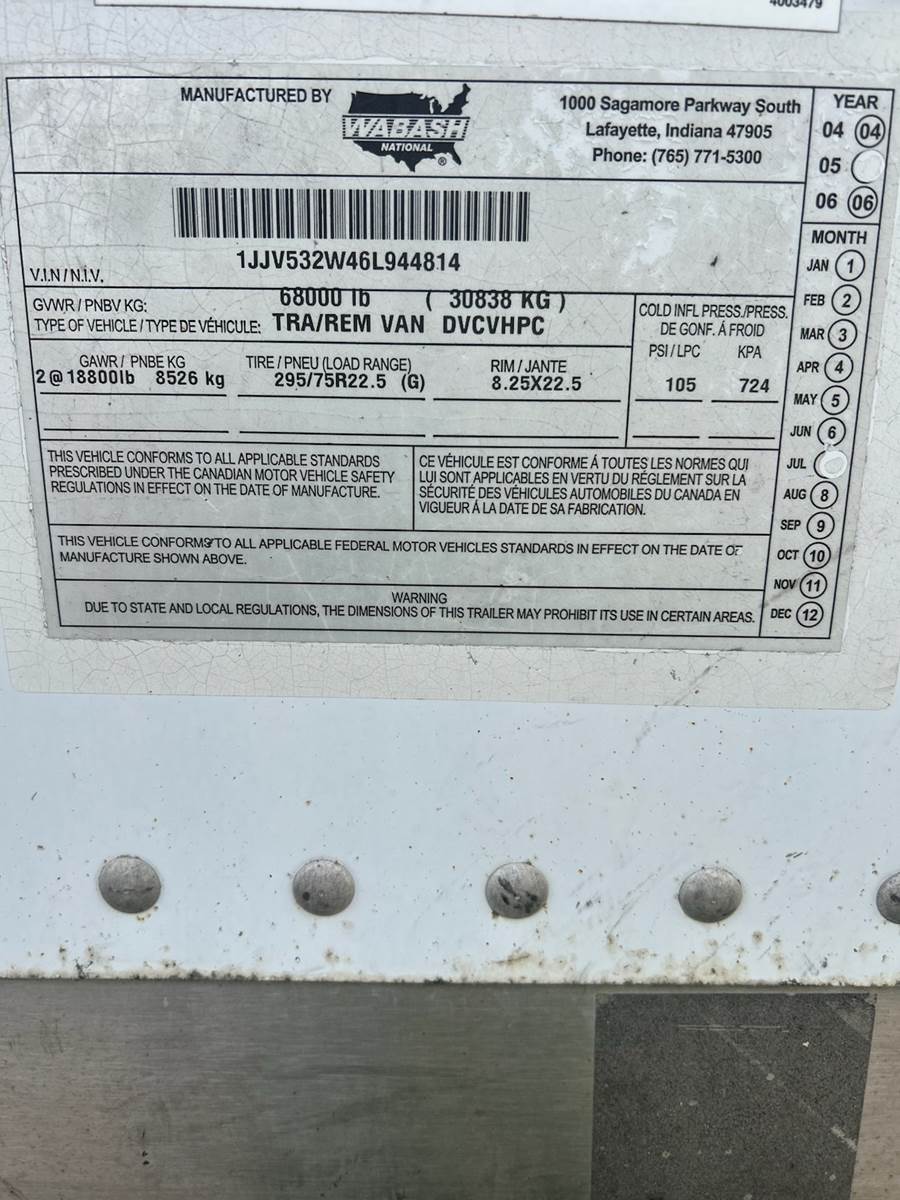 4003479
MANUFACTURED BY
WABASH
NATIONAL
®
1000 Sagamore Parkway South
Lafayette, Indiana 47905
Phone: (765) 771-5300
YEAR
04 04
05
06 06
1JJV532W46L944814
V.I.N / N.I.V.
GVWR / PNBV KG: 68000 lb ( 30838 KG )
TYPE OF VEHICLE / TYPE DE VÉHICULE: TRA/REM VAN DVCVHPC
GAWR / PNBE KG
2 @ 18800lb 8526 kg
TIRE / PNEU (LOAD RANGE)
295/75R22.5 (G)
RIM / JANTE
8.25X22.5
COLD INFL PRESS./PRESS.
DE GONF. Á FROID
PSI / LPC KPA
105 724
THIS VEHICLE CONFORMS TO ALL APPLICABLE STANDARDS
PRESCRIBED UNDER THE CANADIAN MOTOR VEHICLE SAFETY
REGULATIONS IN EFFECT ON THE DATE OF MANUFACTURE.
CE VÉHICULE EST CONFORME Á TOUTES LES NORMES QUI
LUI SONT APPLICABLES EN VERTU DU RÉGLEMENT SUR LA
SÉCURITÉ DES VÉHICULES AUTOMOBILES DU CANADA EN
VIGUEUR Á LA DATE DE SA FABRICATION.
THIS VEHICLE CONFORMS TO ALL APPLICABLE FEDERAL MOTOR VEHICLES STANDARDS IN EFFECT ON THE DATE OF
MANUFACTURE SHOWN ABOVE.
WARNING
DUE TO STATE AND LOCAL REGULATIONS, THE DIMENSIONS OF THIS TRAILER MAY PROHIBIT ITS USE IN CERTAIN AREAS.
MONTH
JAN 1
FEB 2
MAR 3
APR 4
MAY 5
JUN 6
JUL
AUG 8
SEP 9
OCT 10
NOV 11
DEC 12